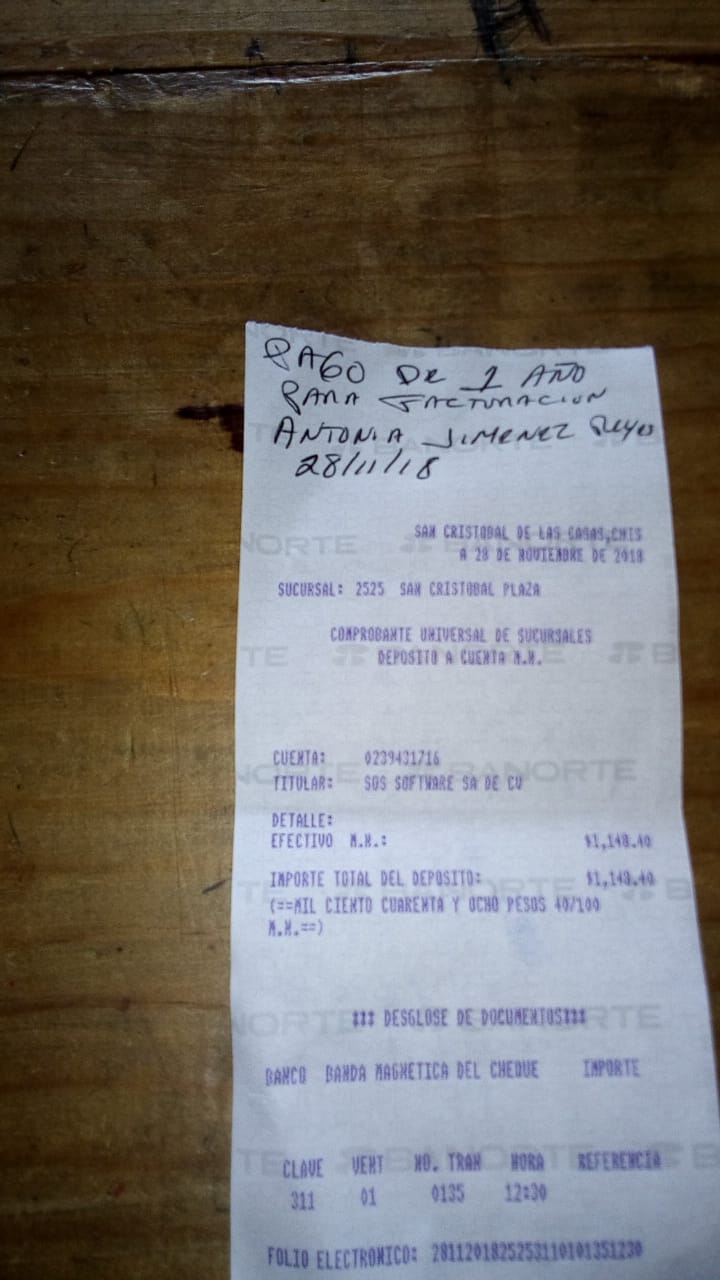 PAGO DE 1 AÑO
PARA FACTURACION
ANTONIA JIMENEZ Reyes
28/11/18
SAN CRISTOBAL DE LAS CASAS,CHIS
A 28 DE NOVIEMBRE DE 2018
SUCURSAL: 2525 SAN CRISTOBAL PLAZA
COMPROBANTE UNIVERSAL DE SUCURSALES
DEPOSITO A CUENTA M.N.
CUENTA: 0239431716
TITULAR: SOS SOFTWARE SA DE CV
DETALLE:
EFECTIVO M.N.: $1,148.40
IMPORTE TOTAL DEL DEPOSITO: $1,148.40
(==MIL CIENTO CUARENTA Y OCHO PESOS 40/100
M.N.==)
*** DESGLOSE DE DOCUMENTOS***
BANCO BANDA MAGNETICA DEL CHEQUE IMPORTE
CLAVE VENT NO. TRAN HORA REFERENCIA
311 01 0135 12:30
FOLIO ELECTRONICO: 28112018252531101013512​30
BANORTE